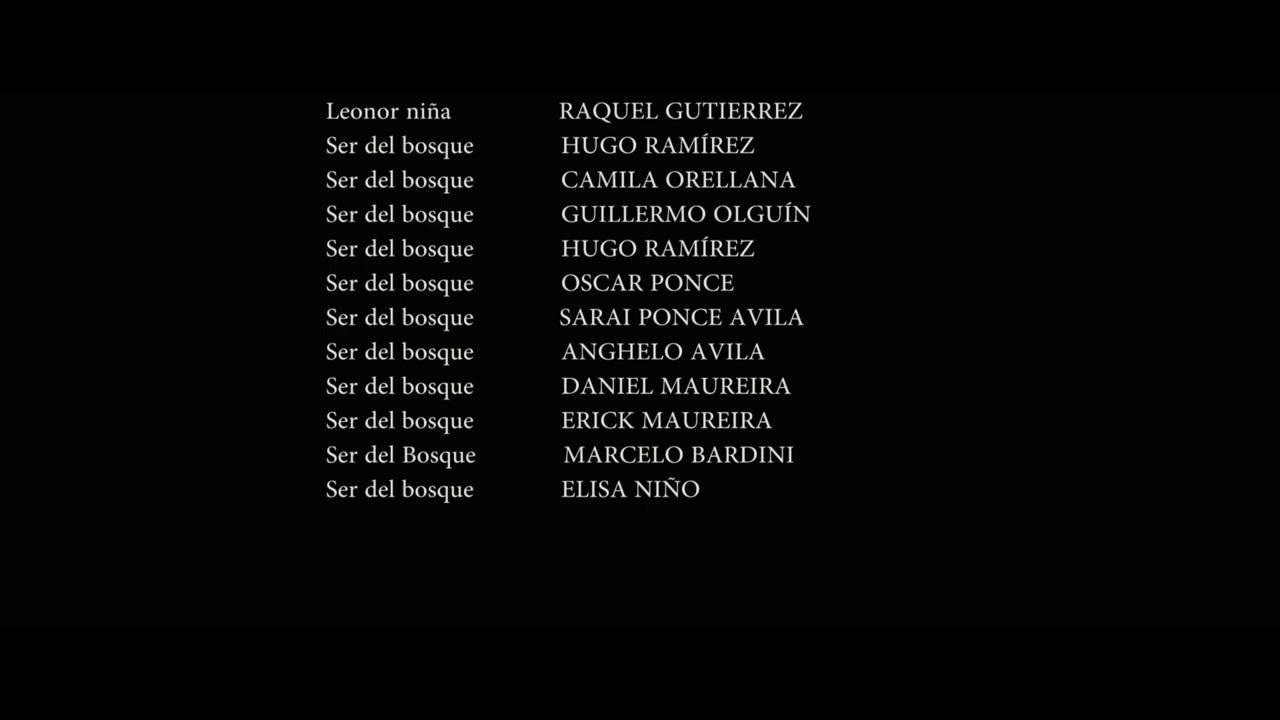 Leonor niña RAQUEL GUTIERREZ
Ser del bosque HUGO RAMÍREZ
Ser del bosque CAMILA ORELLANA
Ser del bosque GUILLERMO OLGUÍN
Ser del bosque HUGO RAMÍREZ
Ser del bosque OSCAR PONCE
Ser del bosque SARAI PONCE AVILA
Ser del bosque ANGHELO AVILA
Ser del bosque DANIEL MAUREIRA
Ser del bosque ERICK MAUREIRA
Ser del Bosque MARCELO BARDINI
Ser del bosque ELISA NIÑO